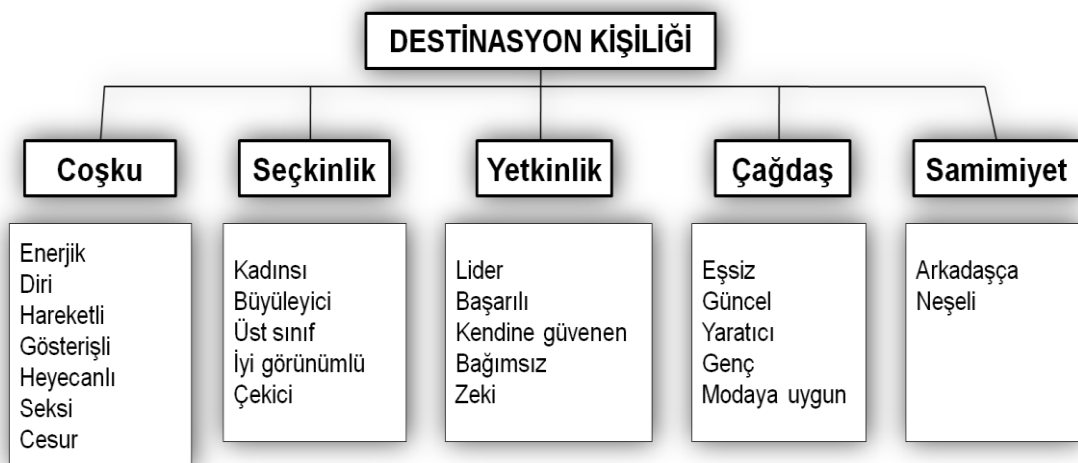 DESTİNASYON KİŞİLİĞİ
Coşku
Seçkinlik
Yetkinlik
Çağdaş
Samimiyet
Enerjik
Diri
Hareketli
Gösterişli
Heyecanlı
Seksi
Cesur
Kadınsı
Büyüleyici
Üst sınıf
İyi görünümlü
Çekici
Lider
Başarılı
Kendine güvenen
Bağımsız
Zeki
Eşsiz
Güncel
Yaratıcı
Genç
Modaya uygun
Arkadaşça
Neşeli